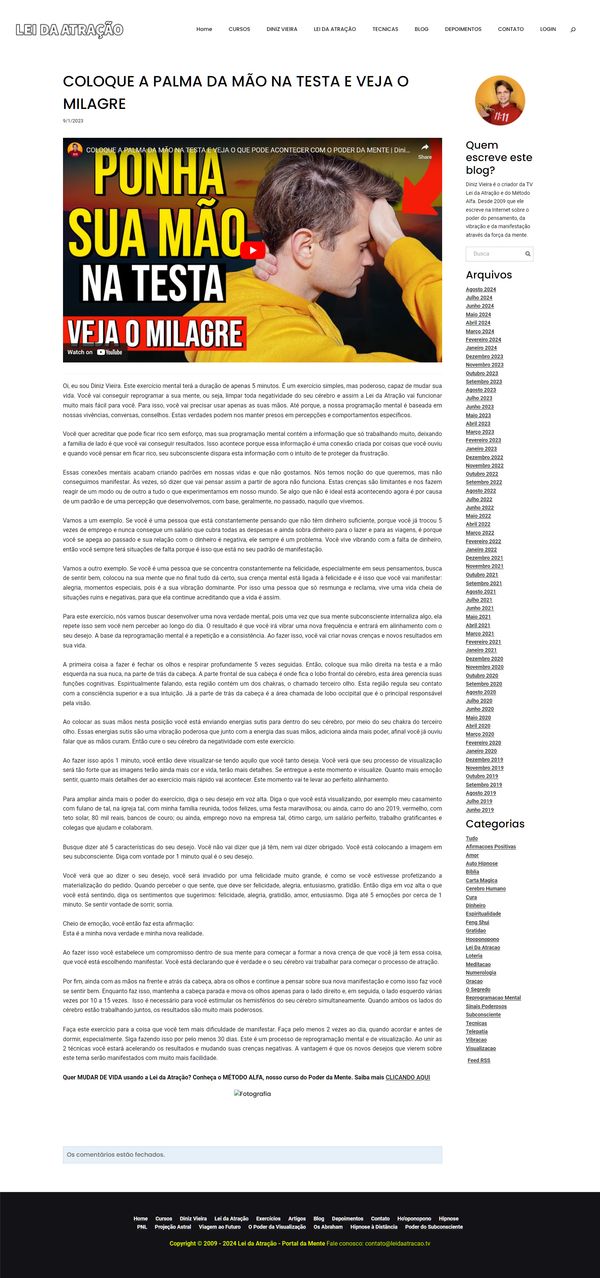 LEI DA ATRAÇÃO
Home CURSOS DINIZ VIEIRA LEI DA ATRAÇÃO TECNICAS BLOG DEPOIMENTOS CONTATO LOGIN
COLOQUE A PALMA DA MÃO NA TESTA E VEJA O
MILAGRE
9/1/2023
COLOQUE A PALMA DA MÃO NA TESTA E VEJA O QUE PODE ACONTECER COM O PODER DA MENTE | Dini...
Share
PONHA
SUA MÃO
NA TESTA
VEJA O MILAGRE
Watch on YouTube
Oi, eu sou Diniz Vieira. Este exercício mental terá a duração de apenas 5 minutos. É um exercício simples, mas poderoso, capaz de mudar sua
vida. Você vai conseguir reprogramar a sua mente, ou seja, limpar toda negatividade do seu cérebro e assim a Lei da Atração vai funcionar
muito mais fácil para você. Para isso, você vai precisar usar apenas as suas mãos. Até porque, a nossa programação mental é baseada em
nossas vivências, conversas, conselhos. Estas verdades podem nos manter presos em percepções e comportamentos específicos.
Você quer acreditar que pode ficar rico sem esforço, mas sua programação mental contém a informação que só trabalhando muito, deixando
a família de lado é que você vai conseguir resultados. Isso acontece porque essa informação é uma conexão criada por coisas que você ouviu
e quando você pensar em ficar rico, seu subconsciente dispara esta informação com o intuito de te proteger da frustração.
Essas conexões mentais acabam criando padrões em nossas vidas e que não gostamos. Nós temos noção do que queremos, mas não
conseguimos manifestar. Às vezes, só dizer que vai pensar assim a partir de agora não funciona. Estas crenças são limitantes e nos fazem
reagir de um modo ou de outro a tudo o que experimentamos em nosso mundo. Se algo que não é ideal está acontecendo agora é por causa
de um padrão e de uma percepção que desenvolvemos, com base, geralmente, no passado, naquilo que vivemos.
Vamos a um exemplo. Se você é uma pessoa que está constantemente pensando que não têm dinheiro suficiente, porque você já trocou 5
vezes de emprego e nunca consegue um salário que cubra todas as despesas e ainda sobra dinheiro para o lazer e para as viagens, é porque
você se apega ao passado e sua relação com o dinheiro é negativa, ele sempre é um problema. Você vive vibrando com a falta de dinheiro,
então você sempre terá situações de falta porque é isso que está no seu padrão de manifestação.
Vamos a outro exemplo. Se você é uma pessoa que se concentra constantemente na felicidade, especialmente em seus pensamentos, busca
de sentir bem, colocou na sua mente que no final tudo dá certo, sua crença mental está ligada à felicidade e é isso que você vai manifestar:
alegria, momentos especiais, pois é a sua vibração dominante. Por isso uma pessoa que só resmunga e reclama, vive uma vida cheia de
situações ruins e negativas, para que ela continue acreditando que a vida é assim.
Para este exercício, nós vamos buscar desenvolver uma nova verdade mental, pois uma vez que sua mente subconsciente internaliza algo, ela
repete isso sem você nem perceber ao longo do dia. O resultado é que você irá vibrar uma nova frequência e entrará em alinhamento com o
seu desejo. A base da reprogramação mental é a repetição e a consistência. Ao fazer isso, você vai criar novas crenças e novos resultados em
sua vida.
A primeira coisa a fazer é fechar os olhos e respirar profundamente 5 vezes seguidas. Então, coloque sua mão direita na testa e a mão
esquerda na sua nuca, na parte de trás da cabeça. A parte frontal de sua cabeça é onde fica o lobo frontal do cérebro, esta área gerencia suas
funções cognitivas. Espiritualmente falando, esta região contém um dos chakras, o chamado terceiro olho. Esta região regula seu contato
com a consciência superior e a sua intuição. Já a parte de trás da cabeça é a área chamada de lobo occipital que é o principal responsável
pela visão.
Ao colocar as suas mãos nesta posição você está enviando energias sutis para dentro do seu cérebro, por meio do seu chakra do terceiro
olho. Essas energias sutis são uma vibração poderosa que junto com a energia das suas mãos, adiciona ainda mais poder, afinal você já ouviu
falar que as mãos curam. Então cure o seu cérebro da negatividade com este exercício.
Ao fazer isso após 1 minuto, você então deve visualizar-se tendo aquilo que você tanto deseja. Você verá que seu processo de visualização
será tão forte que as imagens terão ainda mais cor e vida, terão mais detalhes. Se entregue a este momento e visualize. Quanto mais emoção
sentir, quanto mais detalhes der ao exercício mais rápido vai acontecer. Este momento vai te levar ao perfeito alinhamento.
Para ampliar ainda mais o poder do exercício, diga o seu desejo em voz alta. Diga o que você está visualizando, por exemplo meu casamento
com fulano de tal, na igreja tal, com minha família reunida, todos felizes, uma festa maravilhosa; ou ainda, carro do ano 2019, vermelho, com
teto solar, 80 mil reais, bancos de couro; ou ainda, emprego novo na empresa tal, ótimo cargo, um salário perfeito, trabalho gratificantes e
colegas que ajudam e colaboram.
Busque dizer até 5 características do seu desejo. Você não vai dizer que já têm, nem vai dizer obrigado. Você está colocando a imagem em
seu subconsciente. Diga com vontade por 1 minuto qual é o seu desejo.
Você verá que ao dizer o seu desejo, você será invadido por uma felicidade muito grande, é como se você estivesse profetizando a
materialização do pedido. Quando perceber o que sente, que deve ser felicidade, alegria, entusiasmo, gratidão. Então diga em voz alta o que
você está sentindo, diga os sentimentos que sugerimos: felicidade, alegria, gratidão, amor, entusiasmo. Diga até 5 emoções por cerca de 1
minuto. Se sentir vontade de sorrir, sorria.
Cheio de emoção, você então faz esta afirmação:
Esta é a minha nova verdade e minha nova realidade.
Ao fazer isso você estabelece um compromisso dentro de sua mente para começar a formar a nova crença de que você já tem essa coisa,
que você está escolhendo manifestar. Você está declarando que é verdade e o seu cérebro vai trabalhar para começar o processo de atração.
Por fim, ainda com as mãos na frente e atrás da cabeça, abra os olhos e continue a pensar sobre sua nova manifestação e como isso faz você
se sentir bem. Enquanto faz isso, mantenha a cabeça parada e mova os olhos apenas para o lado direito e, em seguida, o lado esquerdo várias
vezes por 10 a 15 vezes. Isso é necessário para você estimular os hemisférios do seu cérebro simultaneamente. Quando ambos os lados do
cérebro estão trabalhando juntos, os resultados são muito mais poderosos.
Faça este exercício para a coisa que você tem mais dificuldade de manifestar. Faça pelo menos 2 vezes ao dia, quando acordar e antes de
dormir, especialmente. Siga fazendo isso por pelo menos 30 dias. Este é um processo de reprogramação mental e de visualização. Ao unir as
2 técnicas você estará acelerando os resultados e mudando suas crenças negativas. A vantagem é que os novos desejos que vierem sobre
este tema serão manifestados com muito mais facilidade.
Quer MUDAR DE VIDA usando a Lei da Atração? Conheça o MÉTODO ALFA, nosso curso do Poder da Mente. Saiba mais CLICANDO AQUI
Fotografia
Os comentários estão fechados.
11:11
Quem
escreve este
blog?
Diniz Vieira é o criador da TV
Lei da Atração e do Método
Alfa. Desde 2009 que ele
escreve na Internet sobre o
poder do pensamento, da
vibração e da manifestação
através da força da mente.
Busca
Arquivos
Agosto 2024
Julho 2024
Junho 2024
Maio 2024
Abril 2024
Março 2024
Fevereiro 2024
Janeiro 2024
Dezembro 2023
Novembro 2023
Outubro 2023
Setembro 2023
Agosto 2023
Julho 2023
Junho 2023
Maio 2023
Abril 2023
Março 2023
Fevereiro 2023
Janeiro 2023
Dezembro 2022
Novembro 2022
Outubro 2022
Setembro 2022
Agosto 2022
Julho 2022
Junho 2022
Maio 2022
Abril 2022
Março 2022
Fevereiro 2022
Janeiro 2022
Dezembro 2021
Novembro 2021
Outubro 2021
Setembro 2021
Agosto 2021
Julho 2021
Junho 2021
Maio 2021
Abril 2021
Março 2021
Fevereiro 2021
Janeiro 2021
Dezembro 2020
Novembro 2020
Outubro 2020
Setembro 2020
Agosto 2020
Julho 2020
Junho 2020
Maio 2020
Abril 2020
Março 2020
Fevereiro 2020
Janeiro 2020
Dezembro 2019
Novembro 2019
Outubro 2019
Setembro 2019
Agosto 2019
Julho 2019
Junho 2019
Categorias
Tudo
Afirmacoes Positivas
Amor
Auto Hipnose
Bíblia
Carta Magica
Cerebro Humano
Cura
Dinheiro
Espiritualidade
Feng Shui
Gratidao
Hooponopono
Lei Da Atracao
Loteria
Meditacao
Numerologia
Oracao
O Segredo
Reprogramacao Mental
Sinais Poderosos
Subconsciente
Tecnicas
Telepatia
Vibracao
Visualizacao
Feed RSS
Home Cursos Diniz Vieira Lei da Atração Exercícios Artigos Blog Depoimentos Contato Ho'oponopono Hipnose
PNL Projeção Astral Viagem ao Futuro O Poder da Visualização Os Abraham Hipnose à Distância Poder do Subconsciente
Copyright © 2009 - 2024 Lei da Atração - Portal da Mente Fale conosco: contato@leidaatracao.tv